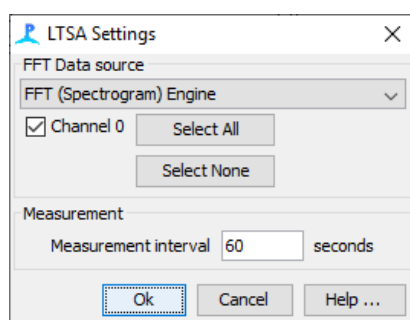 LTSA Settings
FFT Data source
FFT (Spectrogram) Engine
Channel 0 Select All
Select None
Measurement
Measurement interval 60 seconds
Ok Cancel Help ...